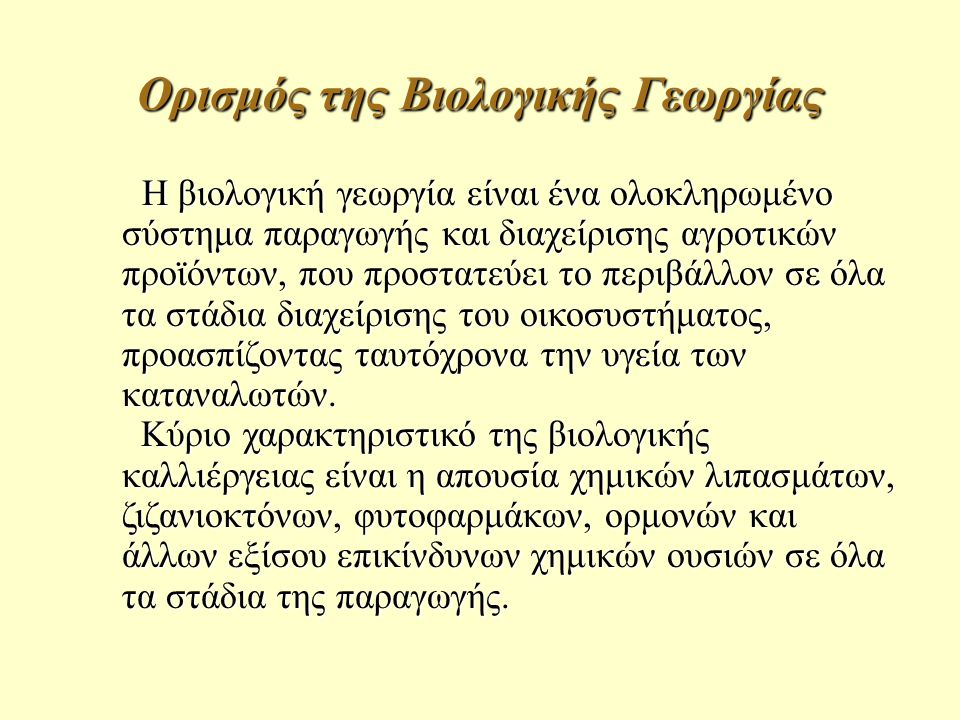 Ορισμός της Βιολογικής Γεωργίας
Η βιολογική γεωργία είναι ένα ολοκληρωμένο
σύστημα παραγωγής και διαχείρισης αγροτικών
προϊόντων, που προστατεύει το περιβάλλον σε όλα
τα στάδια διαχείρισης του οικοσυστήματος,
προασπίζοντας ταυτόχρονα την υγεία των
καταναλωτών.
Κύριο χαρακτηριστικό της βιολογικής
καλλιέργειας είναι η απουσία χημικών λιπασμάτων,
ζιζανιοκτόνων, φυτοφαρμάκων, ορμονών και
άλλων εξίσου επικίνδυνων χημικών ουσιών σε όλα
τα στάδια της παραγωγής.